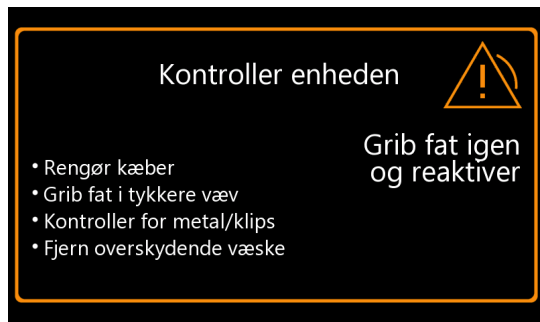 Kontroller enheden
Grib fat igen
og reaktiver
• Rengør kæber
• Grib fat i tykkere væv
• Kontroller for metal/klips
• Fjern overskydende væske